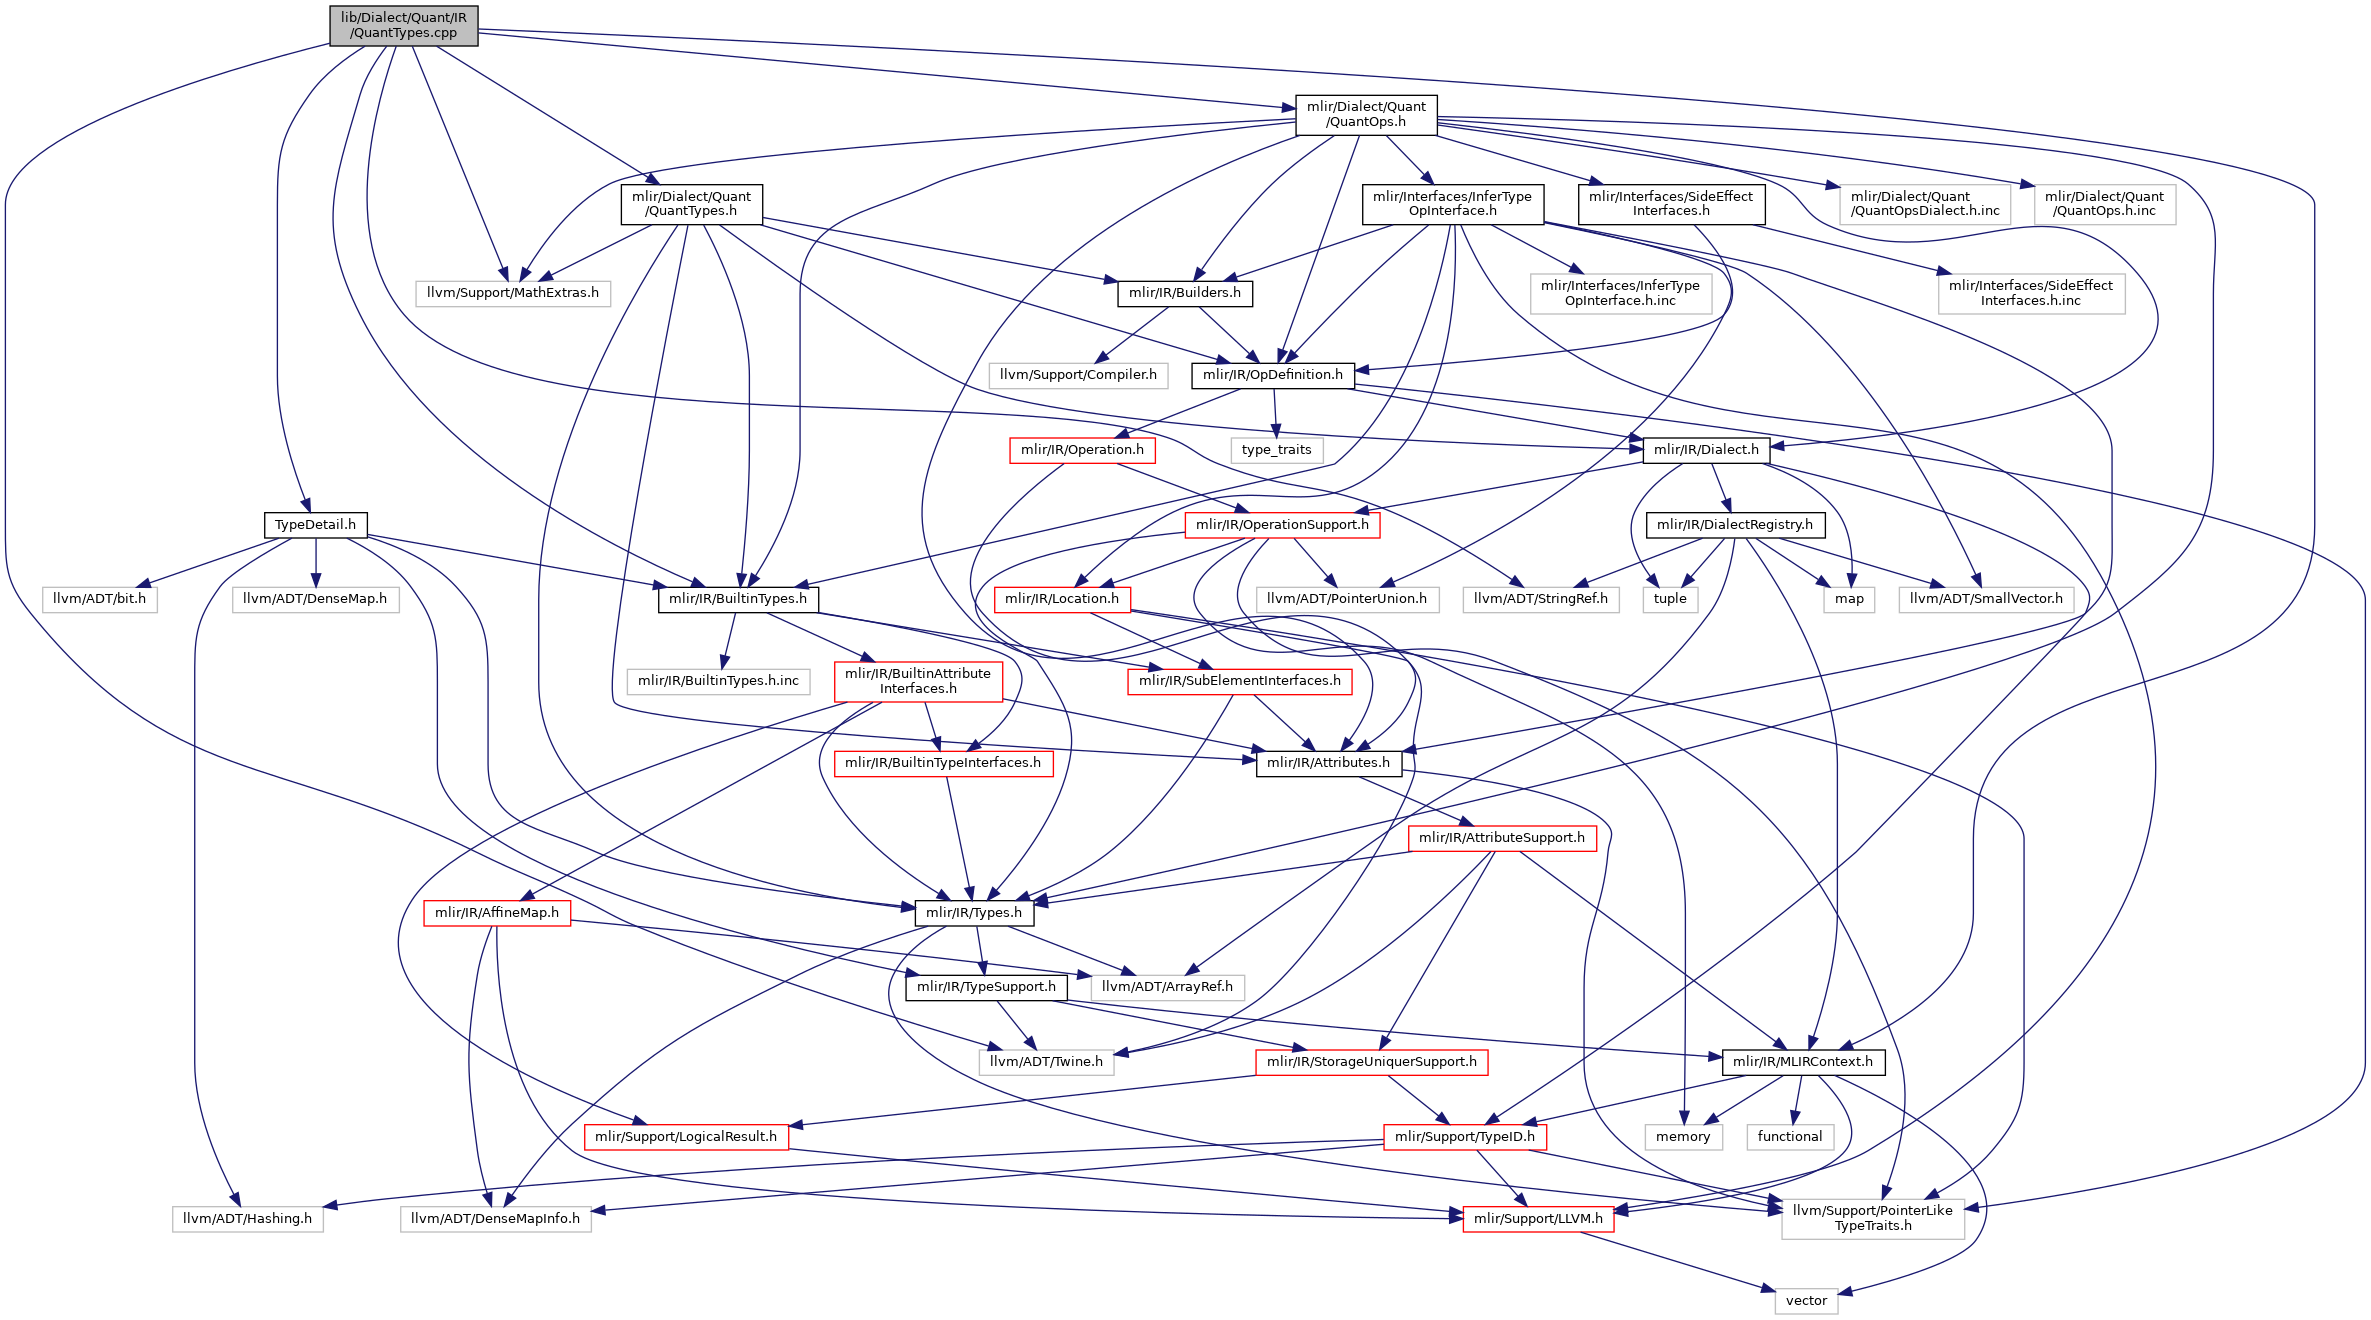 lib/Dialect/Quant/IR
/QuantTypes.cpp
mlir/Dialect/Quant
/QuantOps.h
mlir/Dialect/Quant
/QuantTypes.h
mlir/Interfaces/InferType
OpInterface.h
mlir/Interfaces/SideEffect
Interfaces.h
mlir/Dialect/Quant
/QuantOpsDialect.h.inc
mlir/Dialect/Quant
/QuantOps.h.inc
llvm/Support/MathExtras.h
mlir/IR/Builders.h
mlir/Interfaces/InferType
OpInterface.h.inc
mlir/Interfaces/SideEffect
Interfaces.h.inc
llvm/Support/Compiler.h
mlir/IR/OpDefinition.h
mlir/IR/Operation.h
type_traits
mlir/IR/Dialect.h
TypeDetail.h
mlir/IR/OperationSupport.h
mlir/IR/DialectRegistry.h
llvm/ADT/bit.h
llvm/ADT/DenseMap.h
mlir/IR/BuiltinTypes.h
mlir/IR/Location.h
llvm/ADT/PointerUnion.h
llvm/ADT/StringRef.h
tuple
map
llvm/ADT/SmallVector.h
mlir/IR/BuiltinTypes.h.inc
mlir/IR/BuiltinAttribute
Interfaces.h
mlir/IR/SubElementInterfaces.h
mlir/IR/BuiltinTypeInterfaces.h
mlir/IR/Attributes.h
mlir/IR/AttributeSupport.h
mlir/IR/AffineMap.h
mlir/IR/Types.h
mlir/IR/TypeSupport.h
llvm/ADT/ArrayRef.h
llvm/ADT/Twine.h
mlir/IR/StorageUniquerSupport.h
mlir/IR/MLIRContext.h
mlir/Support/LogicalResult.h
mlir/Support/TypeID.h
memory
functional
llvm/ADT/Hashing.h
llvm/ADT/DenseMapInfo.h
mlir/Support/LLVM.h
llvm/Support/PointerLike
TypeTraits.h
vector